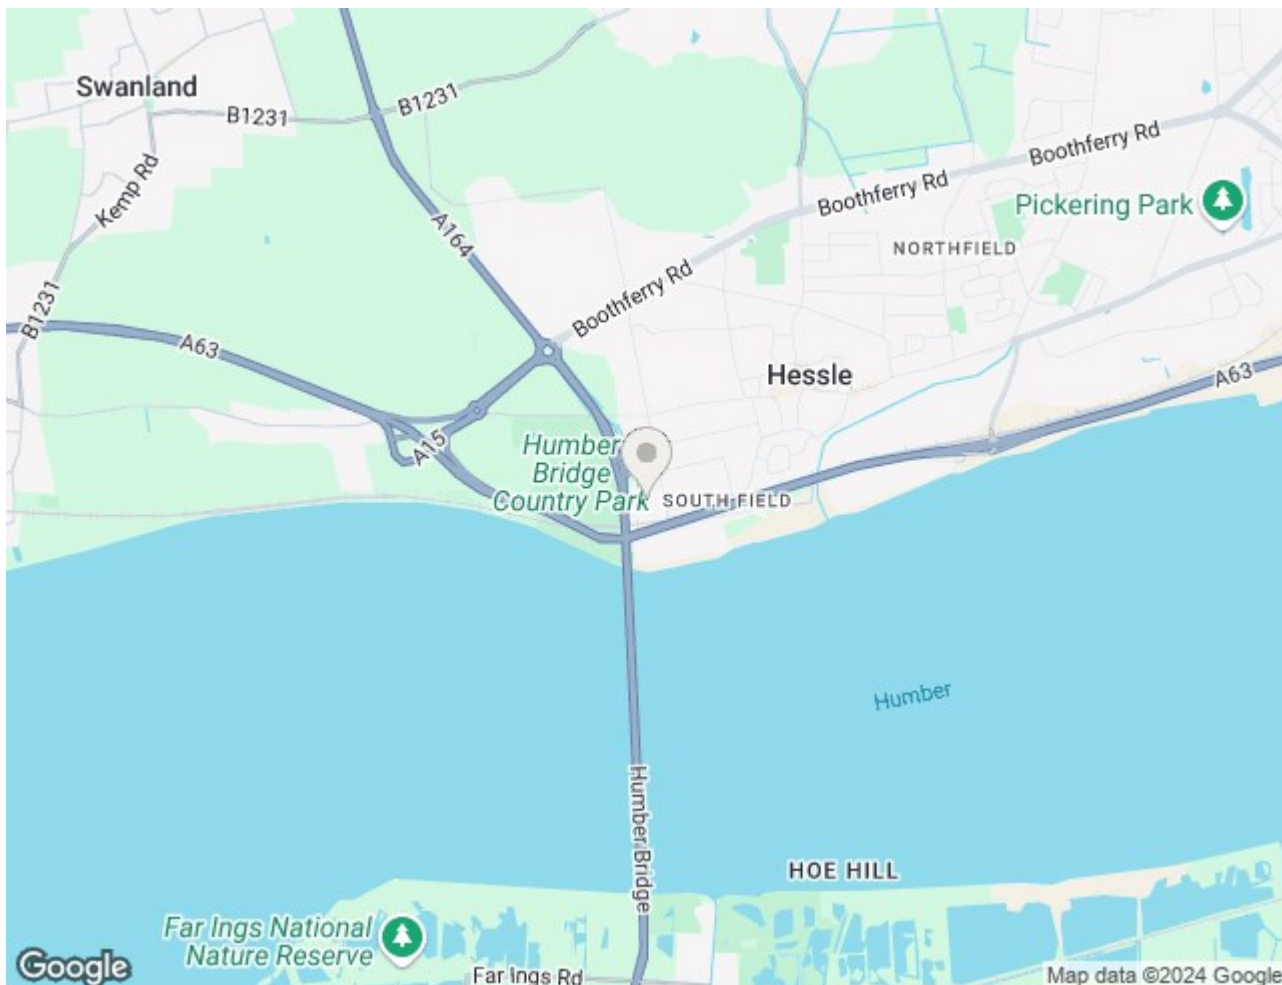 Swanland
B1231
B1231
Kemp Rd
B1231
A164
Boothferry Rd
Boothferry Rd
Boothferry Rd
Pickering Park
NORTHFIELD
A63
Hessle
A63
A15
Humber
Bridge
Country Park
SOUTH FIELD
Humber
Humber Bridge
HOE HILL
Far Ings National
Nature Reserve
Far Ings Rd
Google
Map data ©2024 Google